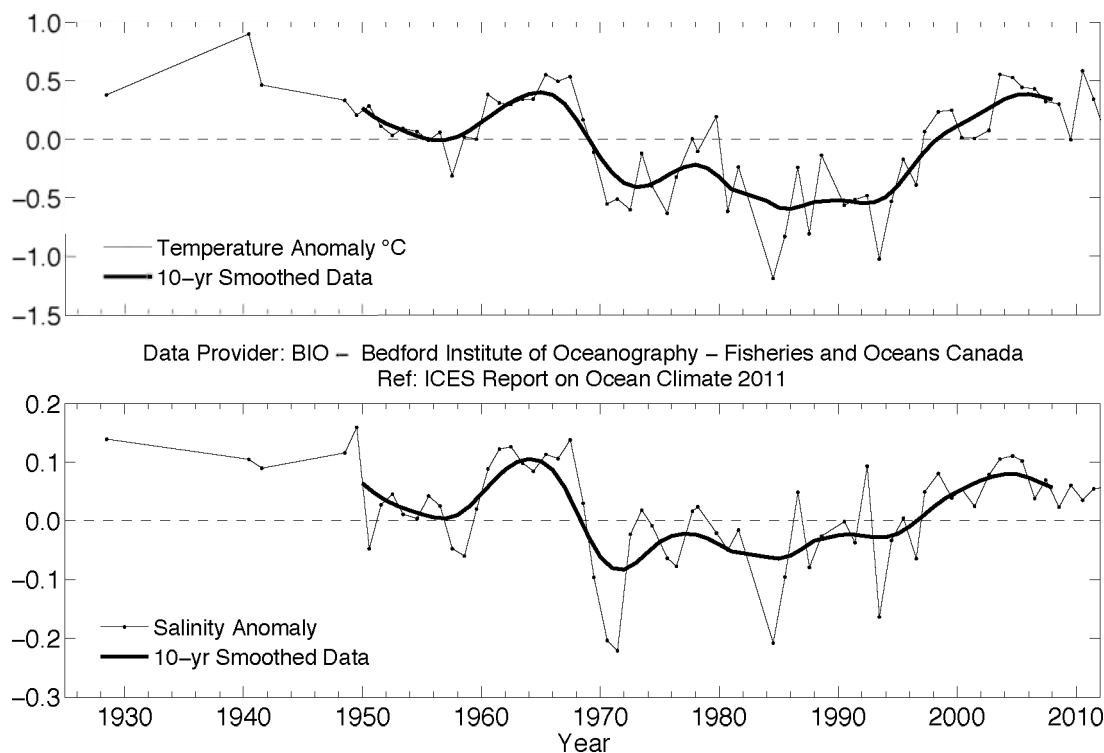 1.0
0.5
0.0
−0.5
−1.0
−1.5
Temperature Anomaly °C
10−yr Smoothed Data
Data Provider: BIO − Bedford Institute of Oceanography − Fisheries and Oceans Canada
Ref: ICES Report on Ocean Climate 2011
0.2
0.1
0.0
−0.1
−0.2
−0.3
Salinity Anomaly
10−yr Smoothed Data
1930 1940 1950 1960 1970 1980 1990 2000 2010
Year